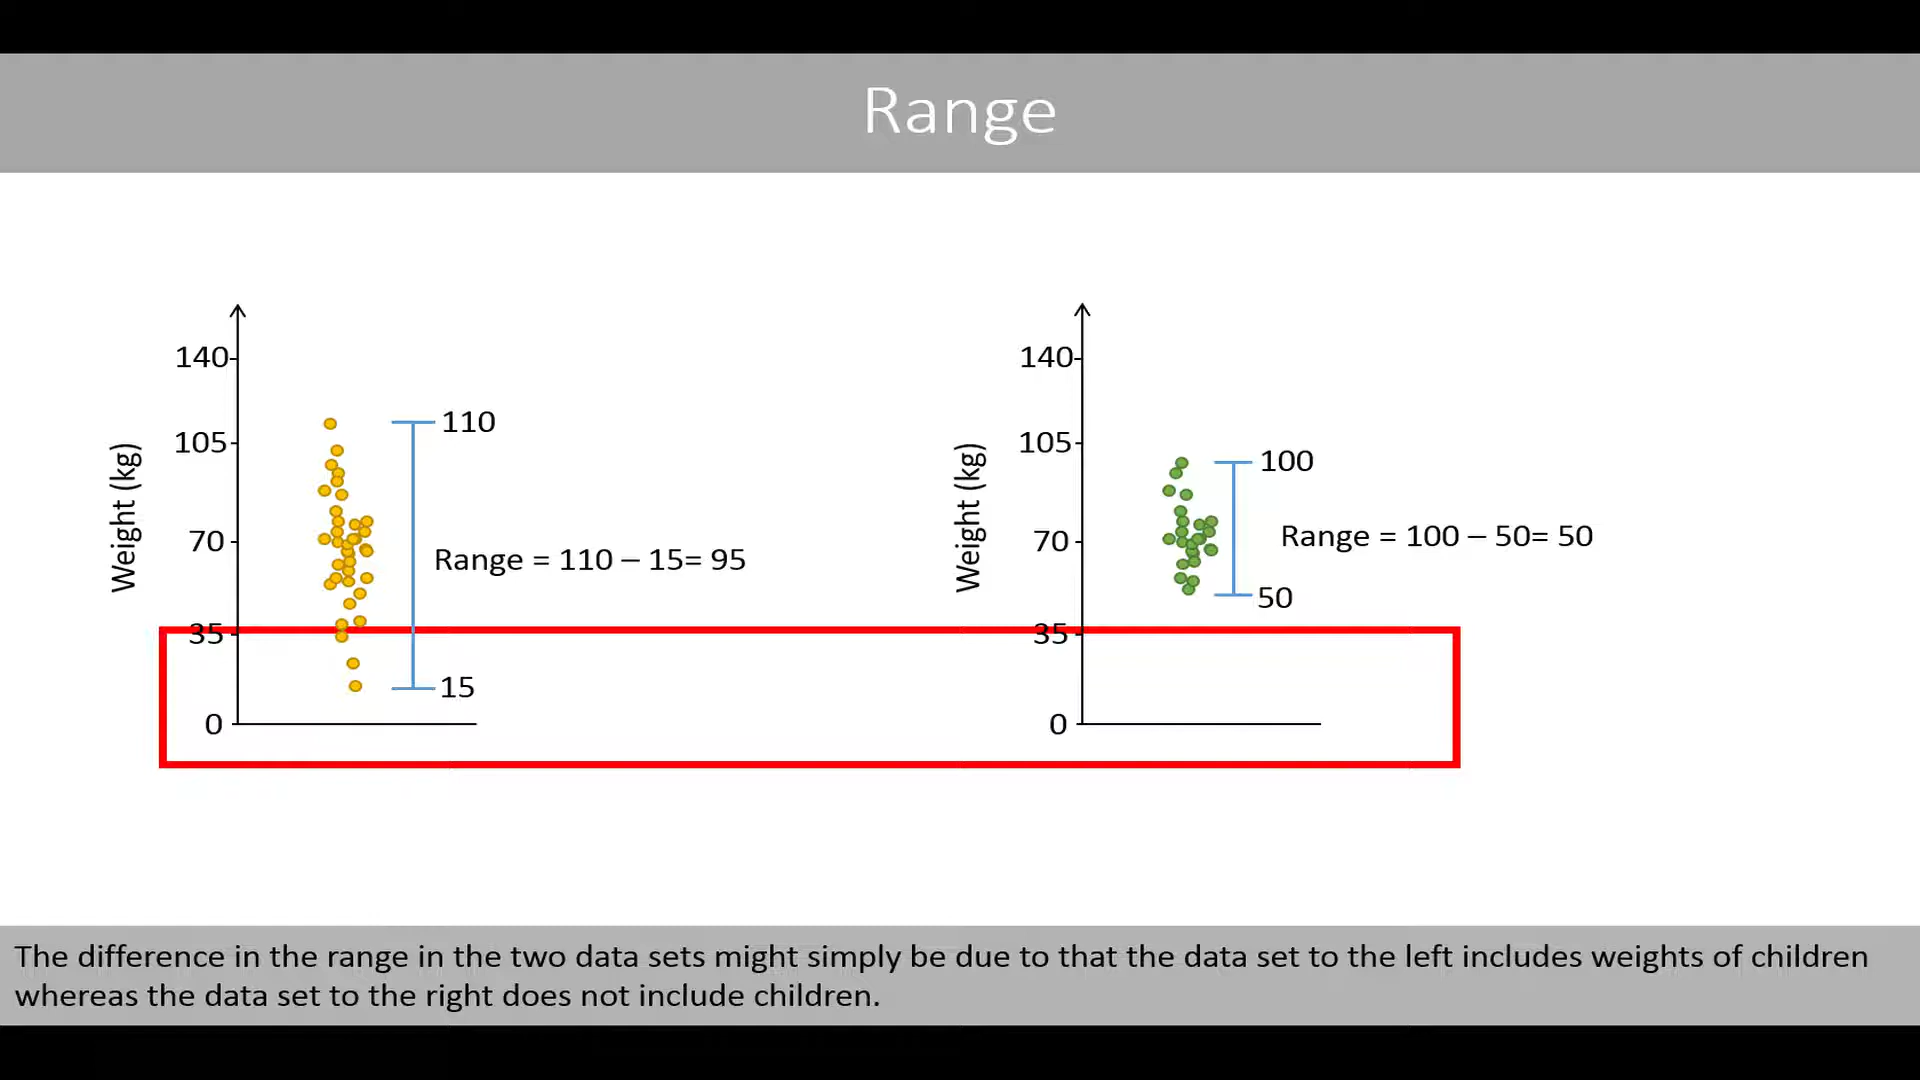 Range
Weight (kg)
140
105
70
35
0
110
Range = 110 – 15= 95
15
Weight (kg)
140
105
70
35
0
100
Range = 100 – 50= 50
50
The difference in the range in the two data sets might simply be due to that the data set to the left includes weights of children
whereas the data set to the right does not include children.